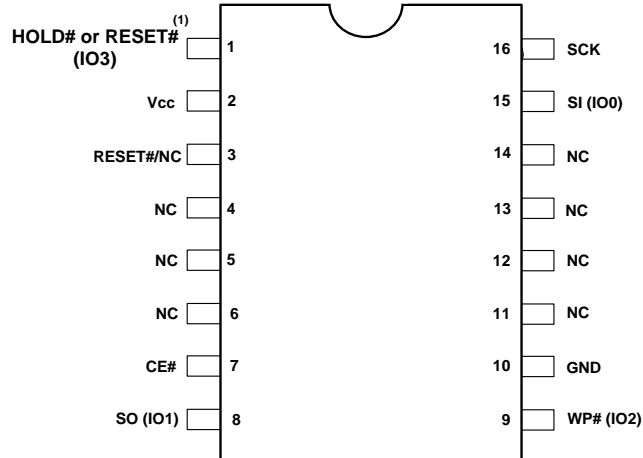 HOLD# or RESET# (1)
(IO3)
1
16
SCK
Vcc
2
15
SI (IO0)
RESET#/NC
3
14
NC
NC
4
13
NC
NC
5
12
NC
NC
6
11
NC
CE#
7
10
GND
SO (IO1)
8
9
WP# (IO2)